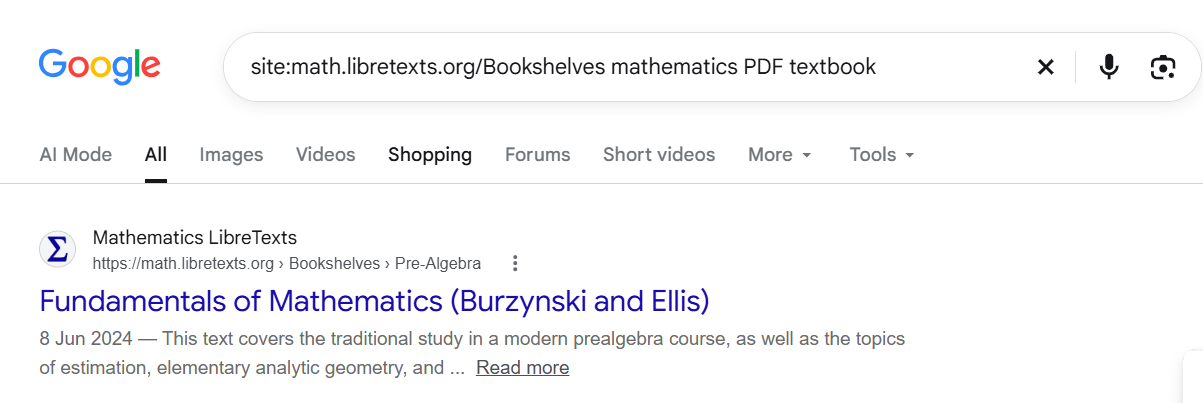 Google
site:math.libretexts.org/Bookshelves mathematics PDF textbook
AI Mode All Images Videos Shopping Forums Short videos More Tools
Σ
Mathematics LibreTexts
https://math.libretexts.org › Bookshelves › Pre-Algebra
Fundamentals of Mathematics (Burzynski and Ellis)
8 Jun 2024 — This text covers the traditional study in a modern prealgebra course, as well as the topics
of estimation, elementary analytic geometry, and ... Read more